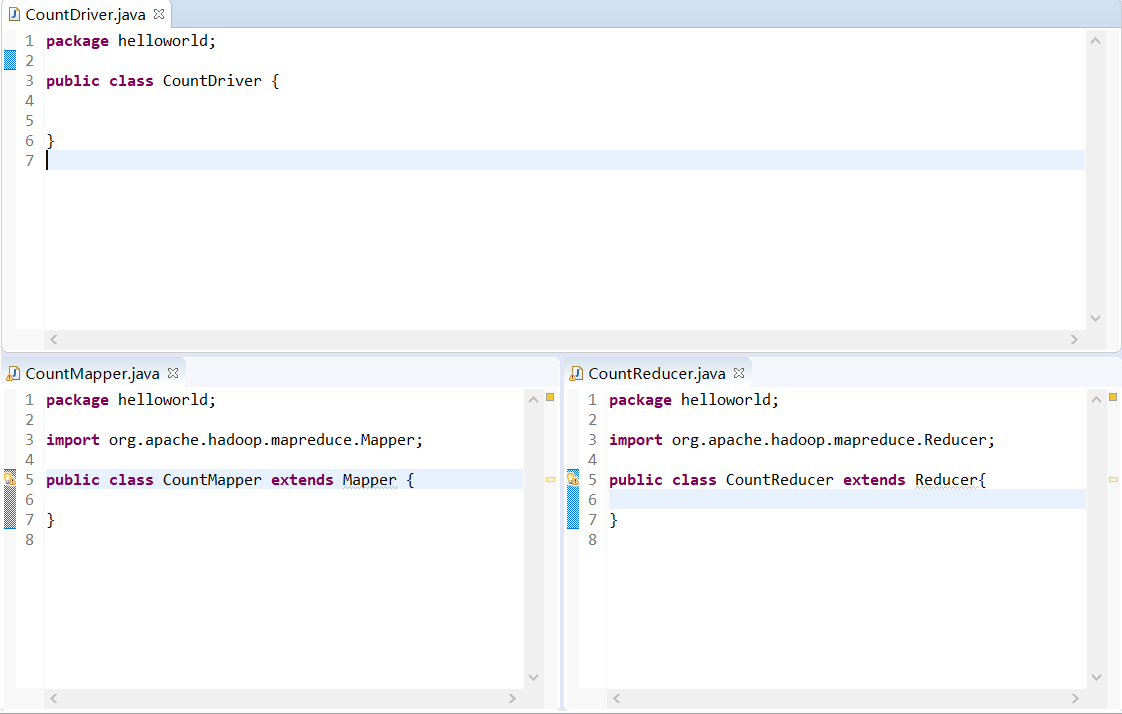 CountDriver.java
1 package helloworld;
2
3 public class CountDriver {
4
5
6 }
7
CountMapper.java
1 package helloworld;
2
3 import org.apache.hadoop.mapreduce.Mapper;
4
5 public class CountMapper extends Mapper {
6
7 }
8
CountReducer.java
1 package helloworld;
2
3 import org.apache.hadoop.mapreduce.Reducer;
4
5 public class CountReducer extends Reducer{
6
7 }
8